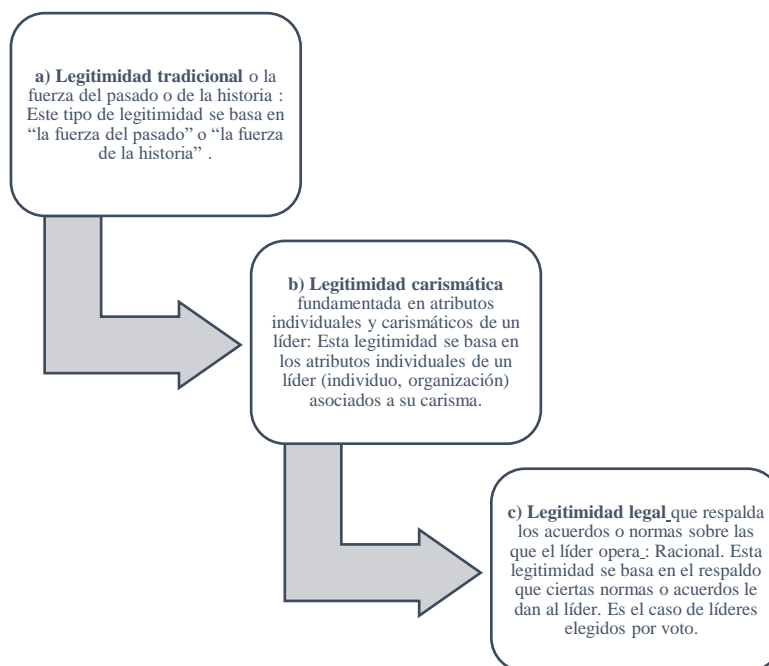 a) Legitimidad tradicional o la
fuerza del pasado o de la historia :
Este tipo de legitimidad se basa en
“la fuerza del pasado” o “la fuerza
de la historia” .
b) Legitimidad carismática
fundamentada en atributos
individuales y carismáticos de un
líder: Esta legitimidad se basa en
los atributos individuales de un
líder (individuo, organización)
asociados a su carisma.
c) Legitimidad legal que respalda
los acuerdos o normas sobre las
que el líder opera : Racional. Esta
legitimidad se basa en el respaldo
que ciertas normas o acuerdos le
dan al líder. Es el caso de líderes
elegidos por voto.